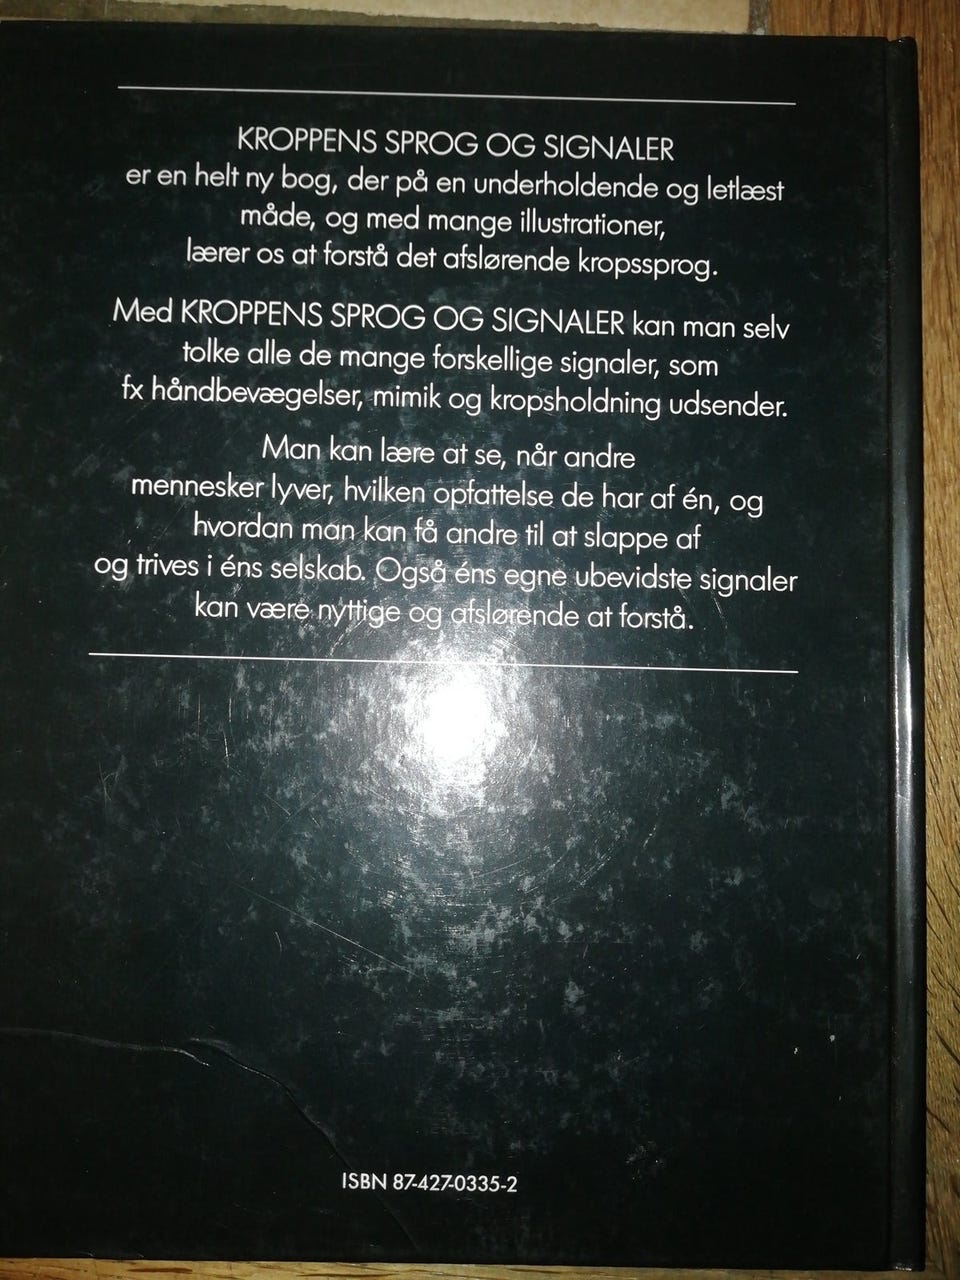 KROPPENS SPROG OG SIGNALER
er en helt ny bog, der på en underholdende og letlæst
måde, og med mange illustrationer,
lærer os at forstå det afslørende kropssprog.
Med KROPPENS SPROG OG SIGNALER kan man selv
tolke alle de mange forskellige signaler, som
fx håndbevægelser, mimik og kropsholdning udsender.
Man kan lære at se, når andre
mennesker lyver, hvilken opfattelse de har af én, og
hvordan man kan få andre til at slappe af
og trives i éns selskab. Også éns egne ubevidste signaler
kan være nyttige og afslørende at forstå.
ISBN 87-427-0335-2